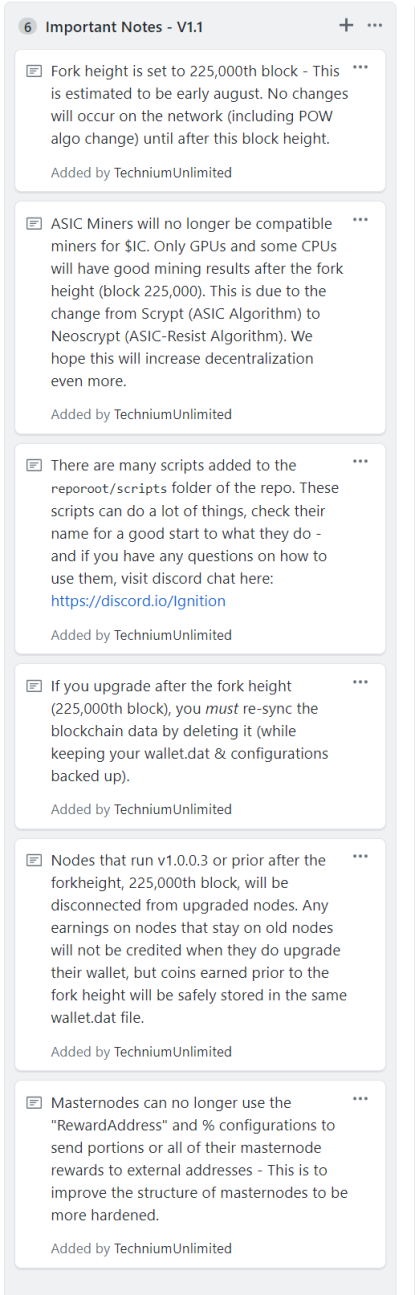 6 Important Notes - V1.1
Fork height is set to 225,000th block - This
is estimated to be early august. No changes
will occur on the network (including POW
algo change) until after this block height.
Added by TechniumUnlimited
ASIC Miners will no longer be compatible
miners for $IC. Only GPUs and some CPUs
will have good mining results after the fork
height (block 225,000). This is due to the
change from Scrypt (ASIC Algorithm) to
Neoscrypt (ASIC-Resist Algorithm). We
hope this will increase decentralization
even more.
Added by TechniumUnlimited
There are many scripts added to the
reporoot/scripts folder of the repo. These
scripts can do a lot of things, check their
name for a good start to what they do -
and if you have any questions on how to
use them, visit discord chat here:
https://discord.io/Ignition
Added by TechniumUnlimited
If you upgrade after the fork height
(225,000th block), you must re-sync the
blockchain data by deleting it (while
keeping your wallet.dat & configurations
backed up).
Added by TechniumUnlimited
Nodes that run v1.0.0.3 or prior after the
forkheight, 225,000th block, will be
disconnected from upgraded nodes. Any
earnings on nodes that stay on old nodes
will not be credited when they do upgrade
their wallet, but coins earned prior to the
fork height will be safely stored in the same
wallet.dat file.
Added by TechniumUnlimited
Masternodes can no longer use the
"RewardAddress" and % configurations to
send portions or all of their masternode
rewards to external addresses - This is to
improve the structure of masternodes to be
more hardened.
Added by TechniumUnlimited